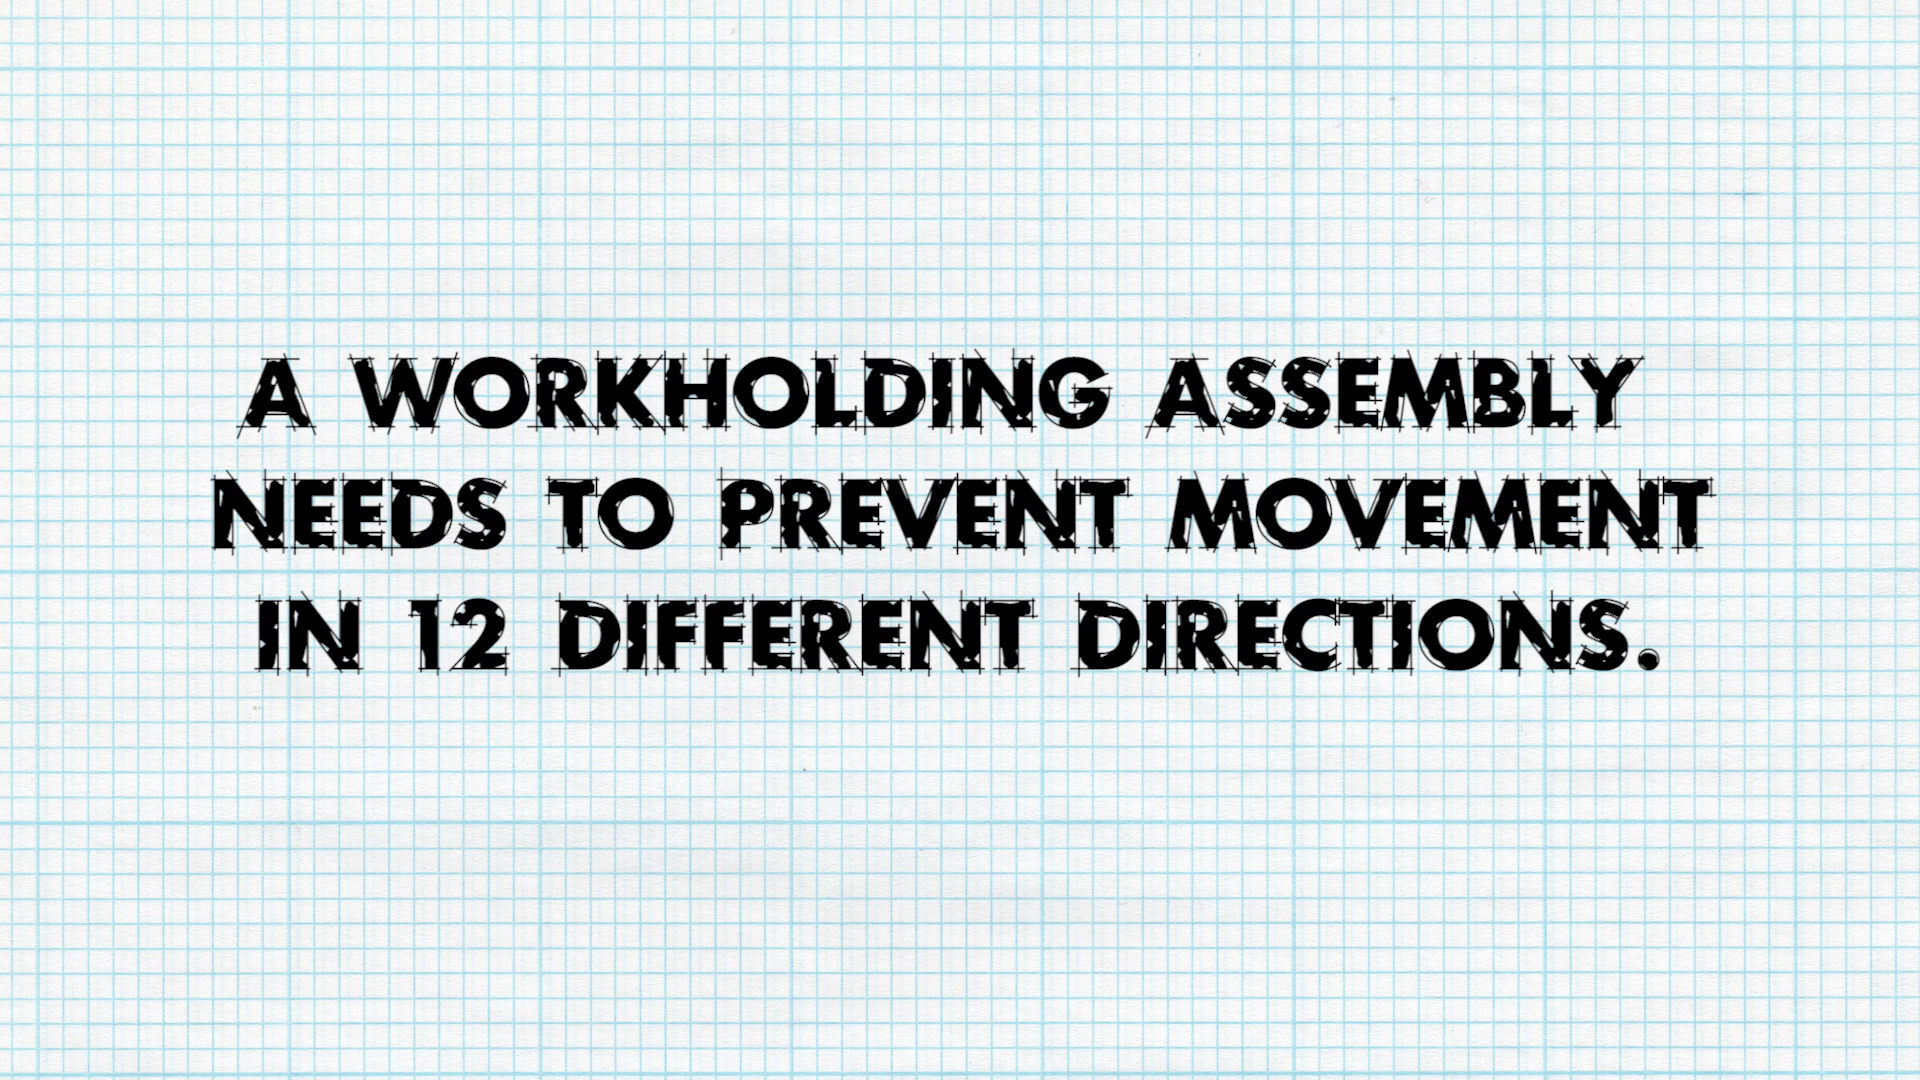 A WORKHOLDING ASSEMBLY
NEEDS TO PREVENT MOVEMENT
IN 12 DIFFERENT DIRECTIONS.